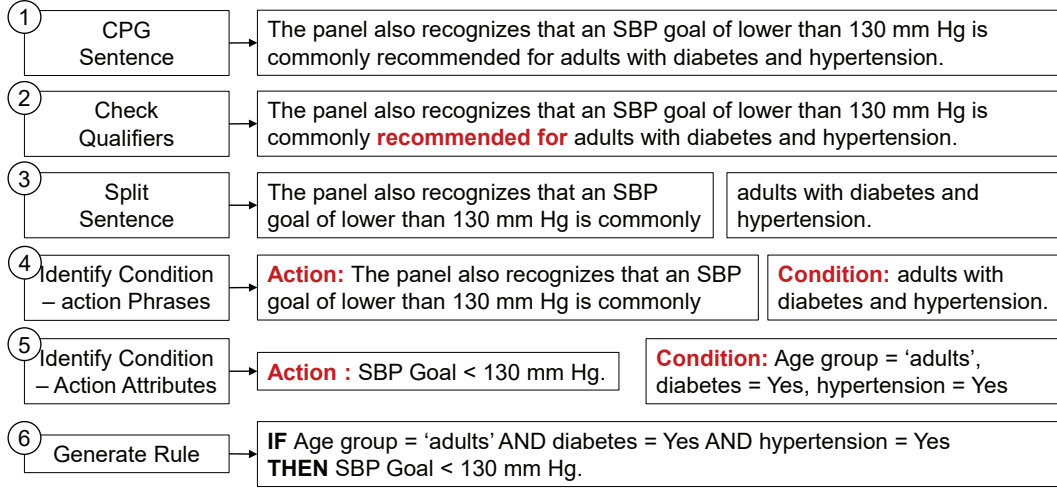 1
CPG
Sentence
The panel also recognizes that an SBP goal of lower than 130 mm Hg is
commonly recommended for adults with diabetes and hypertension.
2
Check
Qualifiers
The panel also recognizes that an SBP goal of lower than 130 mm Hg is
commonly recommended for adults with diabetes and hypertension.
3
Split
Sentence
The panel also recognizes that an SBP
goal of lower than 130 mm Hg is commonly
adults with diabetes and
hypertension.
4
Identify Condition
– action Phrases
Action: The panel also recognizes that an SBP
goal of lower than 130 mm Hg is commonly
Condition: adults with
diabetes and hypertension.
5
Identify Condition
– Action Attributes
Action : SBP Goal < 130 mm Hg.
Condition: Age group = ‘adults’,
diabetes = Yes, hypertension = Yes
6
Generate Rule
IF Age group = ‘adults’ AND diabetes = Yes AND hypertension = Yes
THEN SBP Goal < 130 mm Hg.